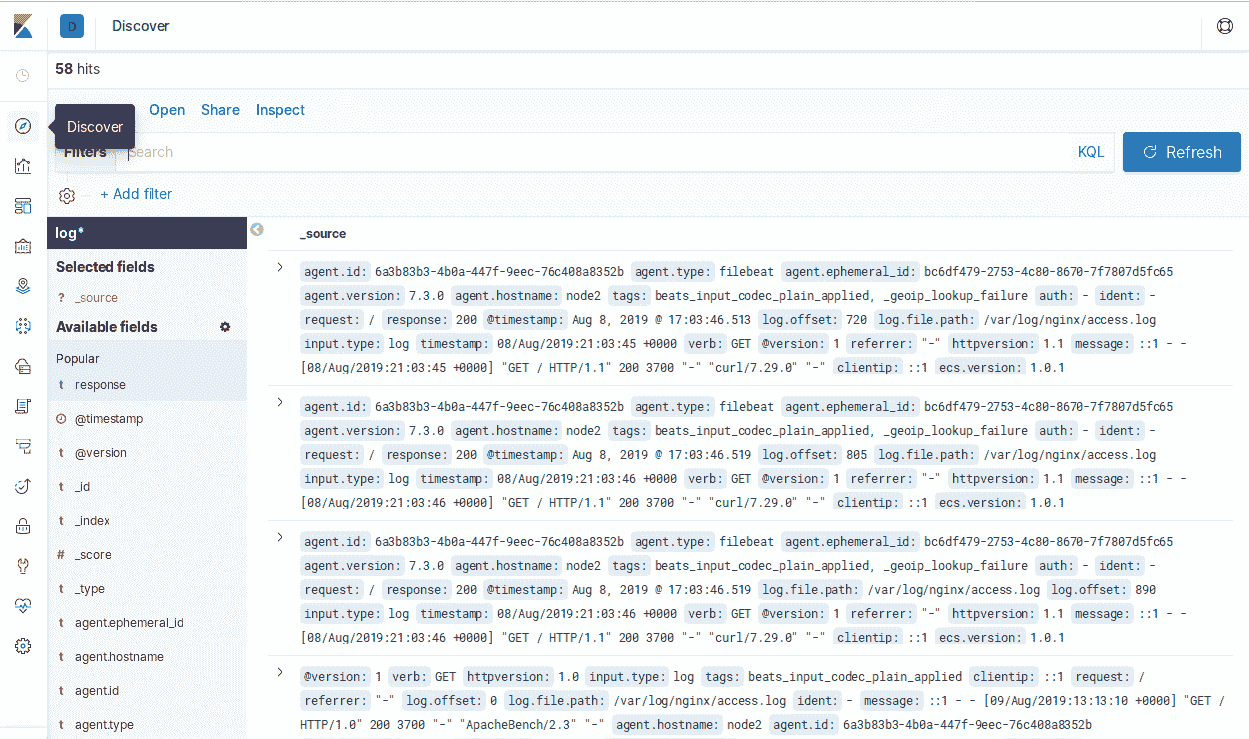 D Discover
58 hits
Open Share Inspect
Discover
Filters Search KQL Refresh
+ Add filter
log*
Selected fields
? _source
Available fields
Popular
t response
@timestamp
t @version
t _id
t _index
# _score
t _type
t agent.ephemeral_id
t agent.hostname
t agent.id
t agent.type
_source
agent.id: 6a3b83b3-4b0a-447f-9eec-76c408a8352b agent.type: filebeat agent.ephemeral_id: bc6df479-2753-4c80-8670-7f7807d5fc65
agent.version: 7.3.0 agent.hostname: node2 tags: beats_input_codec_plain_applied, _geoip_lookup_failure auth: - ident: -
request: / response: 200 @timestamp: Aug 8, 2019 @ 17:03:46.513 log.offset: 720 log.file.path: /var/log/nginx/access.log
input.type: log timestamp: 08/Aug/2019:21:03:45 +0000 verb: GET @version: 1 referrer: "-" httpversion: 1.1 message: ::1 - -
[08/Aug/2019:21:03:45 +0000] "GET / HTTP/1.1" 200 3700 "-" "curl/7.29.0" "-" clientip: ::1 ecs.version: 1.0.1
agent.id: 6a3b83b3-4b0a-447f-9eec-76c408a8352b agent.type: filebeat agent.ephemeral_id: bc6df479-2753-4c80-8670-7f7807d5fc65
agent.version: 7.3.0 agent.hostname: node2 tags: beats_input_codec_plain_applied, _geoip_lookup_failure auth: - ident: -
request: / response: 200 @timestamp: Aug 8, 2019 @ 17:03:46.519 log.offset: 805 log.file.path: /var/log/nginx/access.log
input.type: log timestamp: 08/Aug/2019:21:03:46 +0000 verb: GET @version: 1 referrer: "-" httpversion: 1.1 message: ::1 - -
[08/Aug/2019:21:03:46 +0000] "GET / HTTP/1.1" 200 3700 "-" "curl/7.29.0" "-" clientip: ::1 ecs.version: 1.0.1
agent.id: 6a3b83b3-4b0a-447f-9eec-76c408a8352b agent.type: filebeat agent.ephemeral_id: bc6df479-2753-4c80-8670-7f7807d5fc65
agent.version: 7.3.0 agent.hostname: node2 tags: beats_input_codec_plain_applied, _geoip_lookup_failure auth: - ident: -
request: / response: 200 @timestamp: Aug 8, 2019 @ 17:03:46.519 log.file.path: /var/log/nginx/access.log log.offset: 890
input.type: log timestamp: 08/Aug/2019:21:03:46 +0000 verb: GET @version: 1 referrer: "-" httpversion: 1.1 message: ::1 - -
[08/Aug/2019:21:03:46 +0000] "GET / HTTP/1.1" 200 3700 "-" "curl/7.29.0" "-" clientip: ::1 ecs.version: 1.0.1
@version: 1 verb: GET httpversion: 1.0 input.type: log tags: beats_input_codec_plain_applied clientip: ::1 request: /
referrer: "-" log.offset: 0 log.file.path: /var/log/nginx/access.log ident: - message: ::1 - - [09/Aug/2019:13:13:10 +0000] "GET /
HTTP/1.0" 200 3700 "-" "ApacheBench/2.3" "-" agent.hostname: node2 agent.id: 6a3b83b3-4b0a-447f-9eec-76c408a8352b